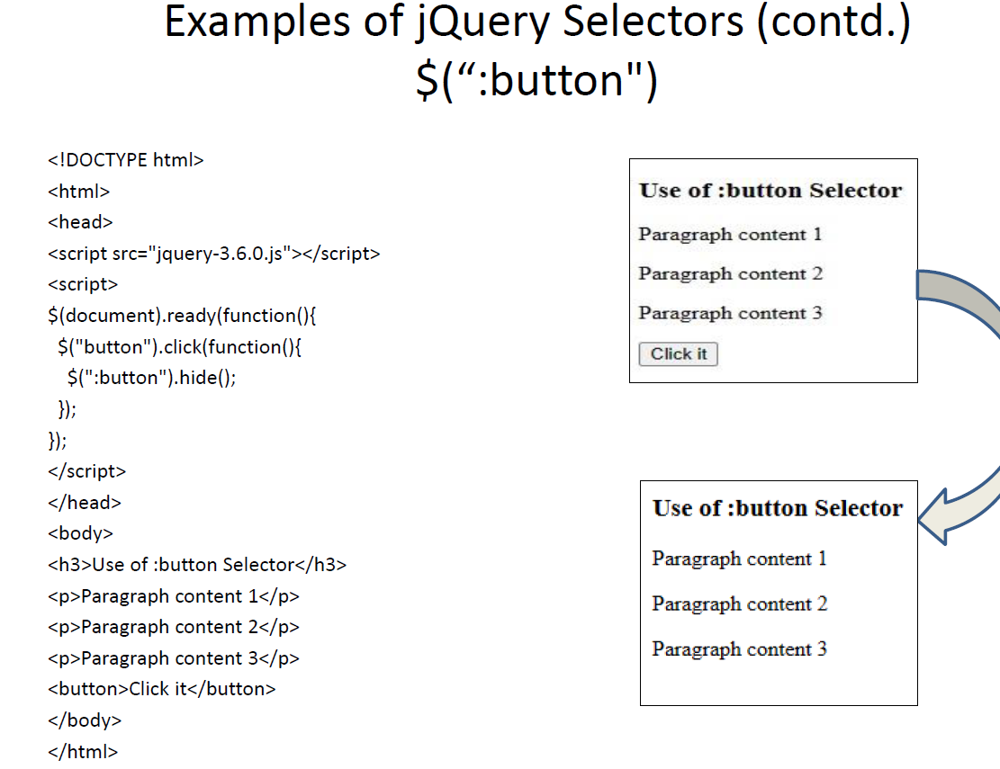 Examples of jQuery Selectors (contd.)
$(“:button")
<!DOCTYPE html>
<html>
<head>
<script src="jquery-3.6.0.js"></script>
<script>
$(document).ready(function(){
$("button").click(function(){
$(":button").hide();
});
});
</script>
</head>
<body>
<h3>Use of :button Selector</h3>
<p>Paragraph content 1</p>
<p>Paragraph content 2</p>
<p>Paragraph content 3</p>
<button>Click it</button>
</body>
</html>
Use of :button Selector
Paragraph content 1
Paragraph content 2
Paragraph content 3
Click it
Use of :button Selector
Paragraph content 1
Paragraph content 2
Paragraph content 3